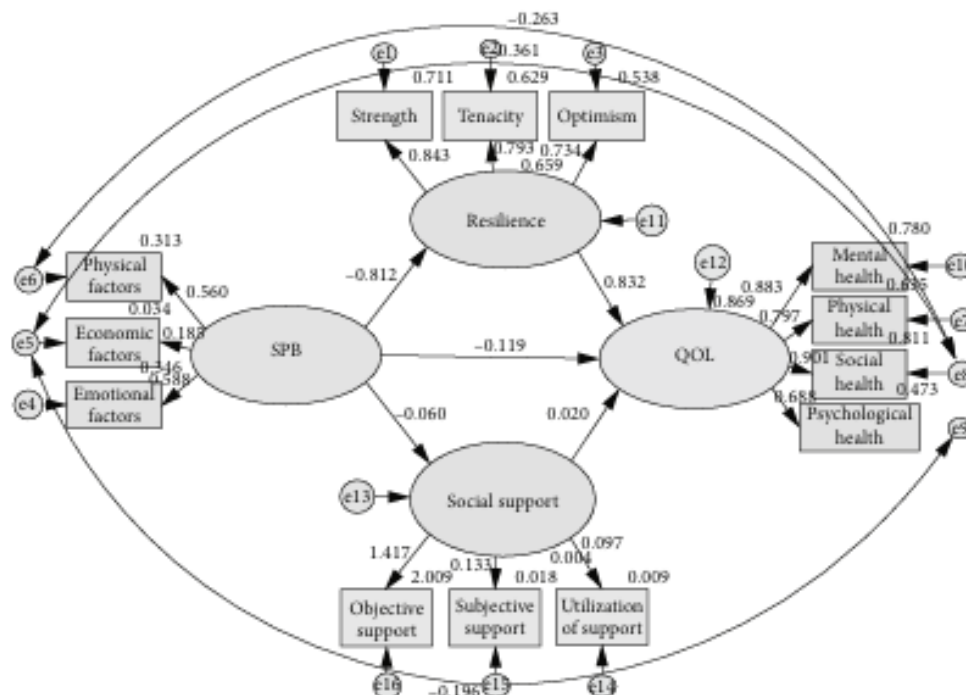 −0.263
e1
e2
0.361
e3
0.711
0.629
0.538
Strength
Tenacity
Optimism
0.843
0.793
0.734
0.659
Resilience
e11
0.313
e6
Physical
factors
0.560
−0.812
0.832
e12
0.780
Mental
health
0.883
0.869
0.034
e5
Economic
factors
0.185
SPB
−0.119
QOL
0.797
Physical
health
0.811
0.346
0.588
e4
Emotional
factors
−0.060
0.020
0.901
Social
health
e8
0.473
0.688
Psychological
health
e9
e13
Social support
1.417
0.133
0.004
0.097
2.009
0.018
0.009
Objective
support
Subjective
support
Utilization
of support
e16
−0.196
e15
e14